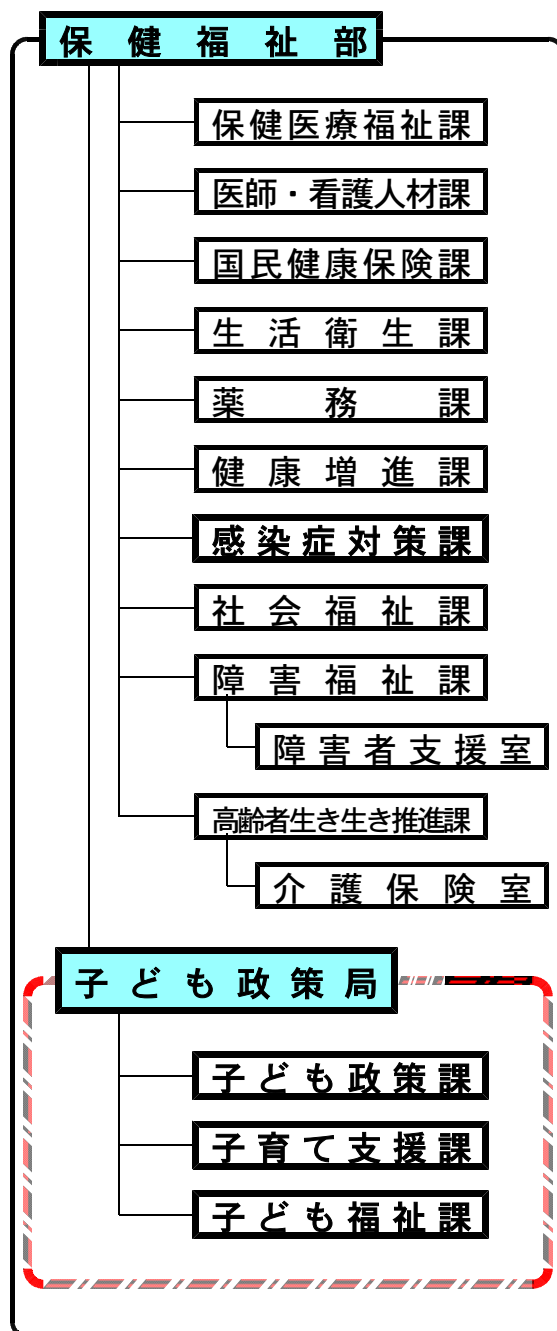 保健福祉部
保健医療福祉課
医師・看護人材課
国民健康保険課
生活衛生課
薬務課
健康増進課
感染症対策課
社会福祉課
障害福祉課
障害者支援室
高齢者生き生き推進課
介護保険室
子ども政策局
子ども政策課
子育て支援課
子ども福祉課